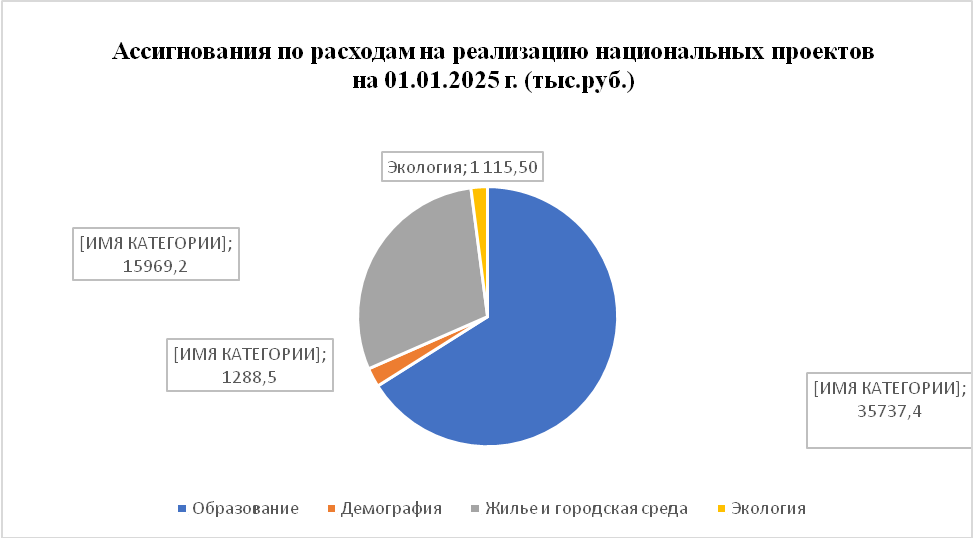 Ассигнования по расходам на реализацию национальных проектов
на 01.01.2025 г. (тыс.руб.)
Экология; 1 115,50
[ИМЯ КАТЕГОРИИ];
15969,2
[ИМЯ КАТЕГОРИИ];
1288,5
[ИМЯ КАТЕГОРИИ];
35737,4
Образование
Демография
Жилье и городская среда
Экология